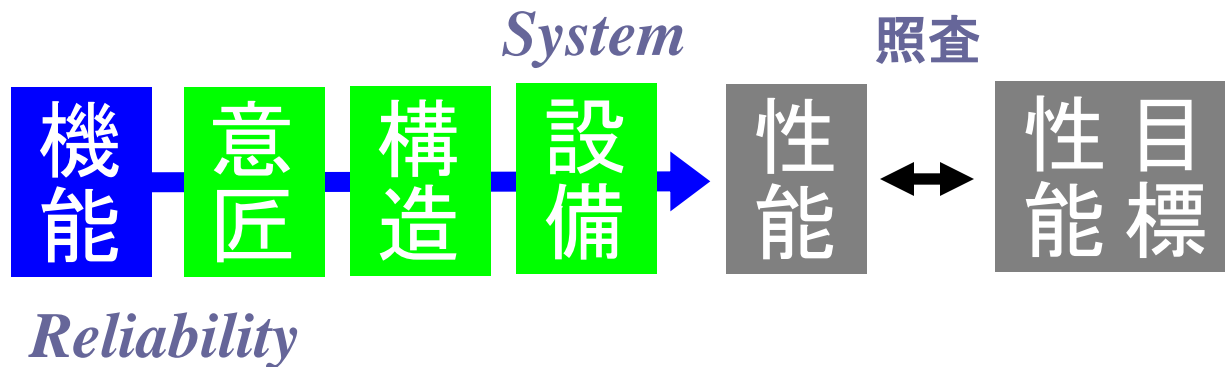 System
照査
機能
意匠
構造
設備
性能
性能
目標
Reliability